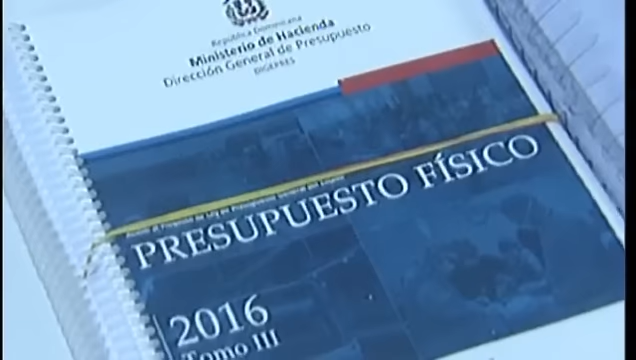 República Dominicana
Ministerio de Hacienda
Dirección General de Presupuesto
DIGEPRES
PRESUPUESTO FÍSICO
2016
Tomo III